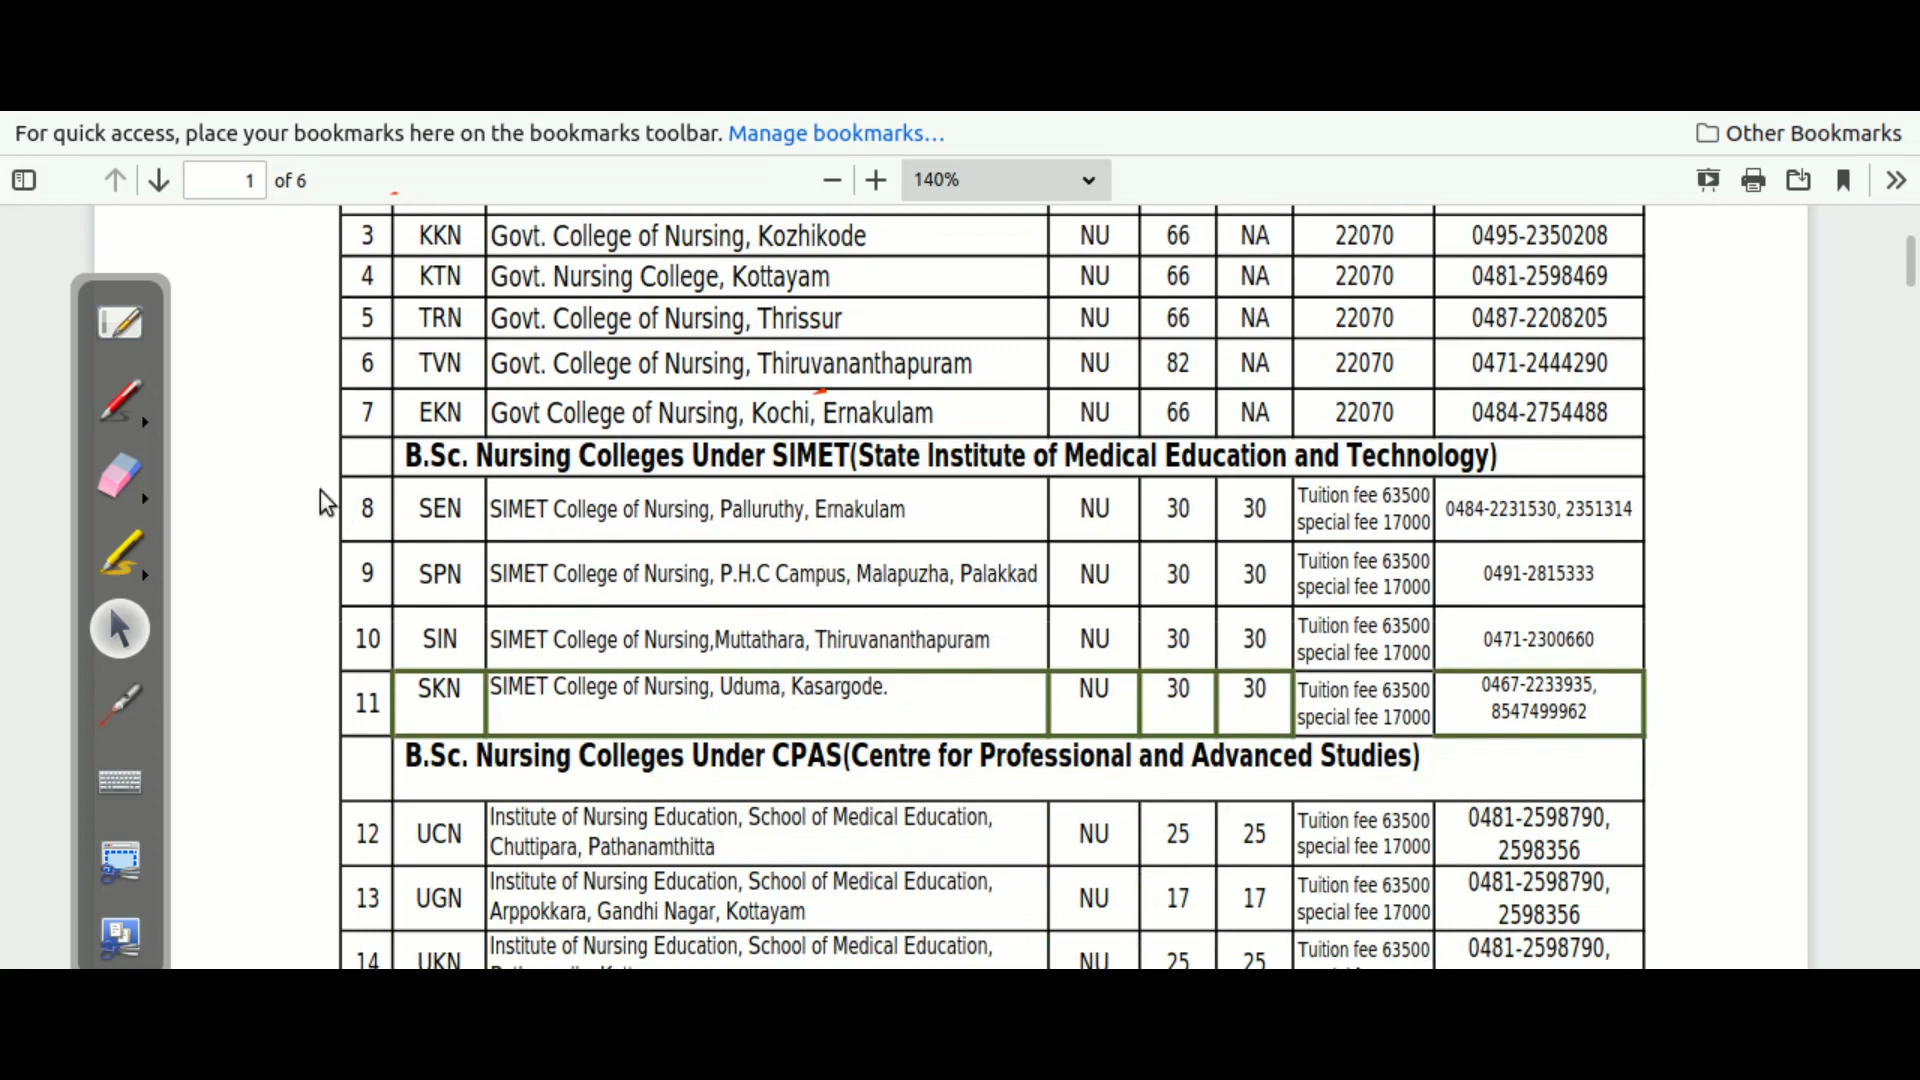 For quick access, place your bookmarks here on the bookmarks toolbar. Manage bookmarks... Other Bookmarks
1 of 6 140%
3 KKN Govt. College of Nursing, Kozhikode NU 66 NA 22070 0495-2350208
4 KTN Govt. Nursing College, Kottayam NU 66 NA 22070 0481-2598469
5 TRN Govt. College of Nursing, Thrissur NU 66 NA 22070 0487-2208205
6 TVN Govt. College of Nursing, Thiruvananthapuram NU 82 NA 22070 0471-2444290
7 EKN Govt College of Nursing, Kochi, Ernakulam NU 66 NA 22070 0484-2754488
B.Sc. Nursing Colleges Under SIMET(State Institute of Medical Education and Technology)
8 SEN SIMET College of Nursing, Palluruthy, Ernakulam NU 30 30 Tuition fee 63500 0484-2231530, 2351314
special fee 17000
9 SPN SIMET College of Nursing, P.H.C Campus, Malapuzha, Palakkad NU 30 30 Tuition fee 63500 0491-2815333
special fee 17000
10 SIN SIMET College of Nursing,Muttathara, Thiruvananthapuram NU 30 30 Tuition fee 63500 0471-2300660
special fee 17000
11 SKN SIMET College of Nursing, Uduma, Kasargode. NU 30 30 Tuition fee 63500 0467-2233935,
special fee 17000 8547499962
B.Sc. Nursing Colleges Under CPAS(Centre for Professional and Advanced Studies)
12 UCN Institute of Nursing Education, School of Medical Education, NU 25 25 Tuition fee 63500 0481-2598790,
Chuttipara, Pathanamthitta special fee 17000 2598356
13 UGN Institute of Nursing Education, School of Medical Education, NU 17 17 Tuition fee 63500 0481-2598790,
Arppokkara, Gandhi Nagar, Kottayam special fee 17000 2598356
14 UKN Institute of Nursing Education, School of Medical Education, NU 25 25 Tuition fee 63500 0481-2598790,